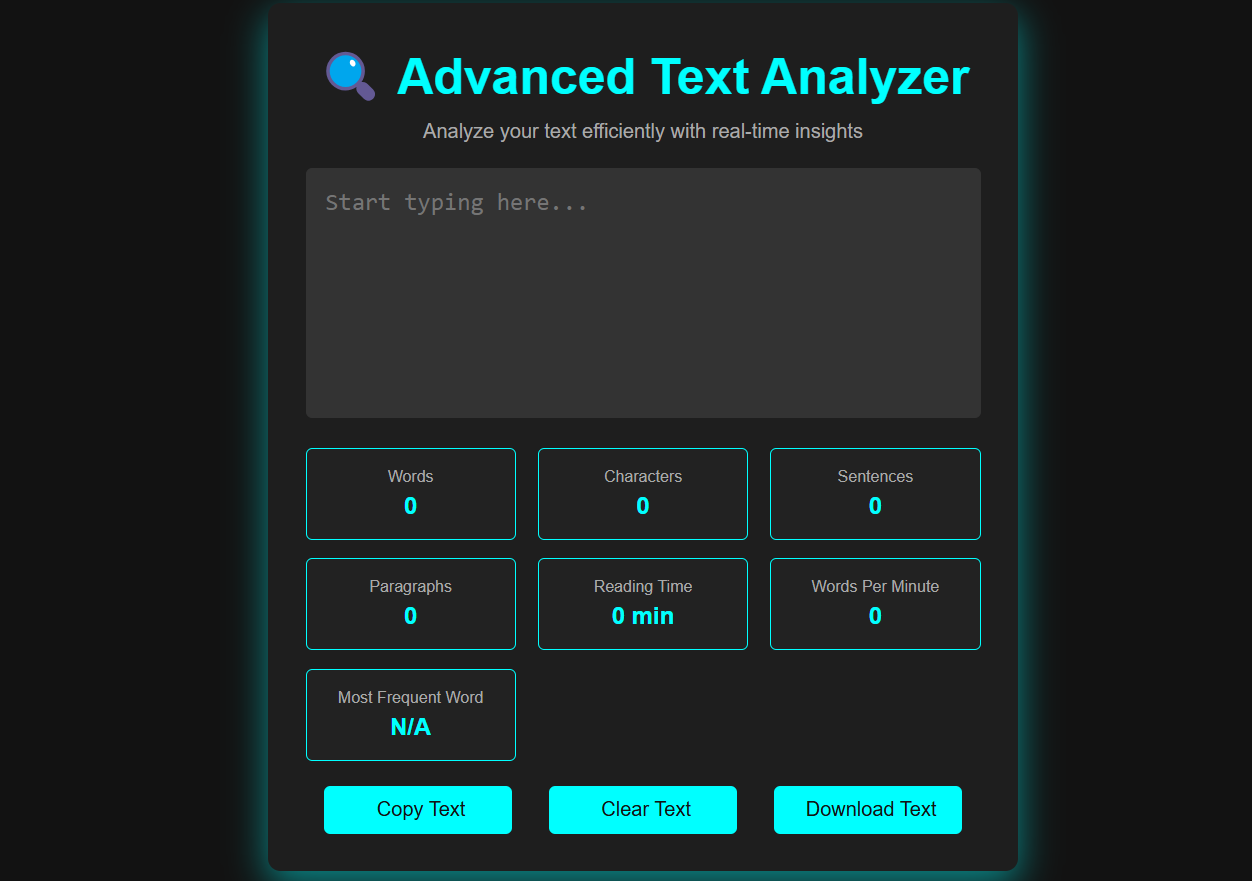 Advanced Text Analyzer
Analyze your text efficiently with real-time insights
Start typing here...
Words
0
Characters
0
Sentences
0
Paragraphs
0
Reading Time
0 min
Words Per Minute
0
Most Frequent Word
N/A
Copy Text
Clear Text
Download Text